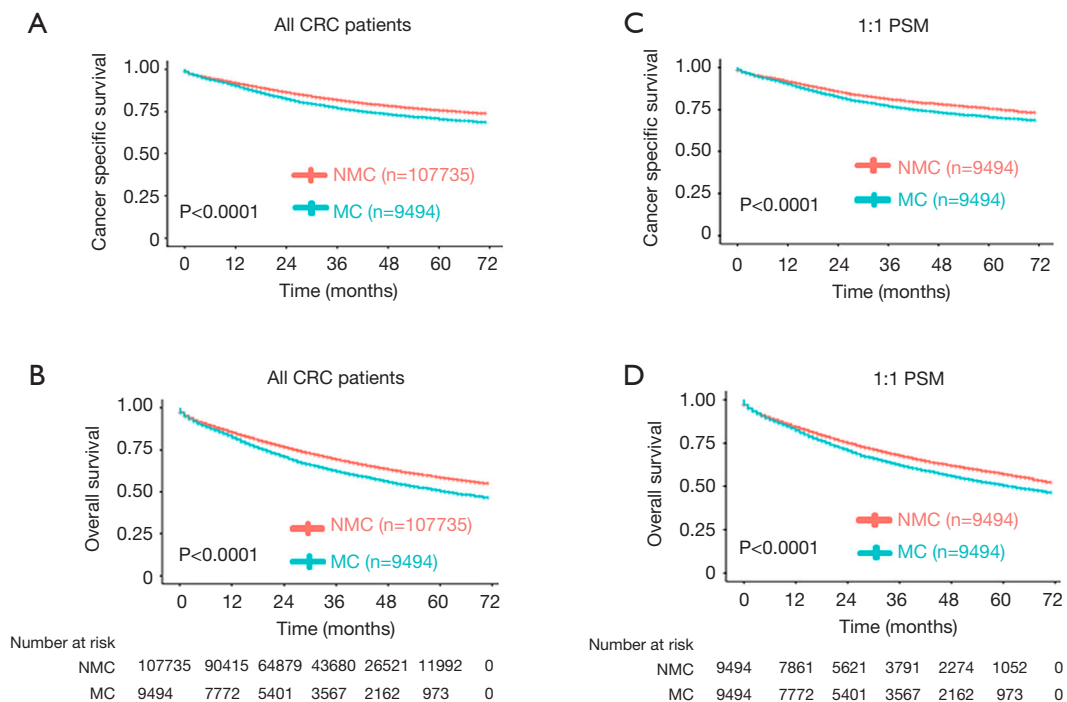 A
All CRC patients
Cancer specific survival
1.00
0.75
0.50
0.25
0
NMC (n=107735)
MC (n=9494)
P<0.0001
0 12 24 36 48 60 72
Time (months)
C
1:1 PSM
Cancer specific survival
1.00
0.75
0.50
0.25
0
NMC (n=9494)
MC (n=9494)
P<0.0001
0 12 24 36 48 60 72
Time (months)
B
All CRC patients
Overall survival
1.00
0.75
0.50
0.25
0
NMC (n=107735)
MC (n=9494)
P<0.0001
0 12 24 36 48 60 72
Time (months)
Number at risk
NMC 107735 90415 64879 43680 26521 11992 0
MC 9494 7772 5401 3567 2162 973 0
D
1:1 PSM
Overall survival
1.00
0.75
0.50
0.25
0
NMC (n=9494)
MC (n=9494)
P<0.0001
0 12 24 36 48 60 72
Time (months)
Number at risk
NMC 9494 7861 5621 3791 2274 1052 0
MC 9494 7772 5401 3567 2162 973 0